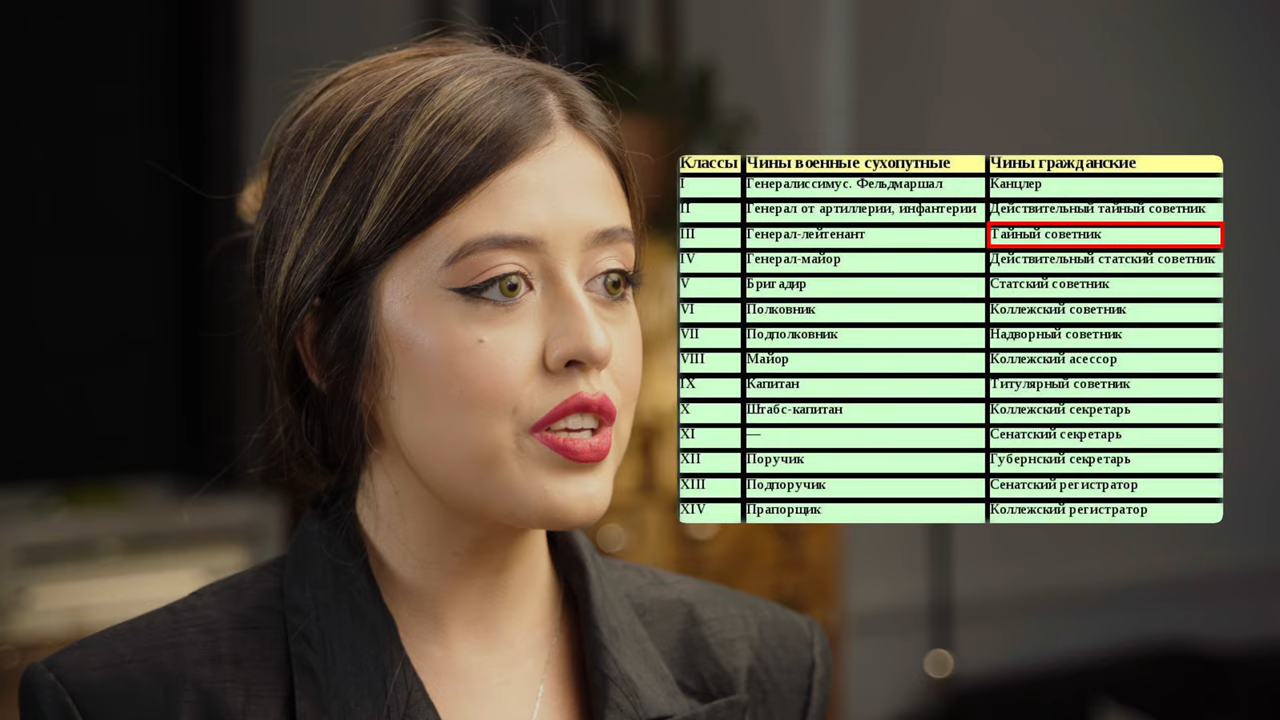 Классы Чины военные сухопутные Чины гражданские
I Генералиссимус. Фельдмаршал Канцлер
II Генерал от артиллерии, инфантерии Действительный тайный советник
III Генерал-лейтенант Тайный советник
IV Генерал-майор Действительный статский советник
V Бригадир Статский советник
VI Полковник Коллежский советник
VII Подполковник Надворный советник
VIII Майор Коллежский асессор
IX Капитан Титулярный советник
X Штабс-капитан Коллежский секретарь
XI — Сенатский секретарь
XII Поручик Губернский секретарь
XIII Подпоручик Сенатский регистратор
XIV Прапорщик Коллежский регистратор